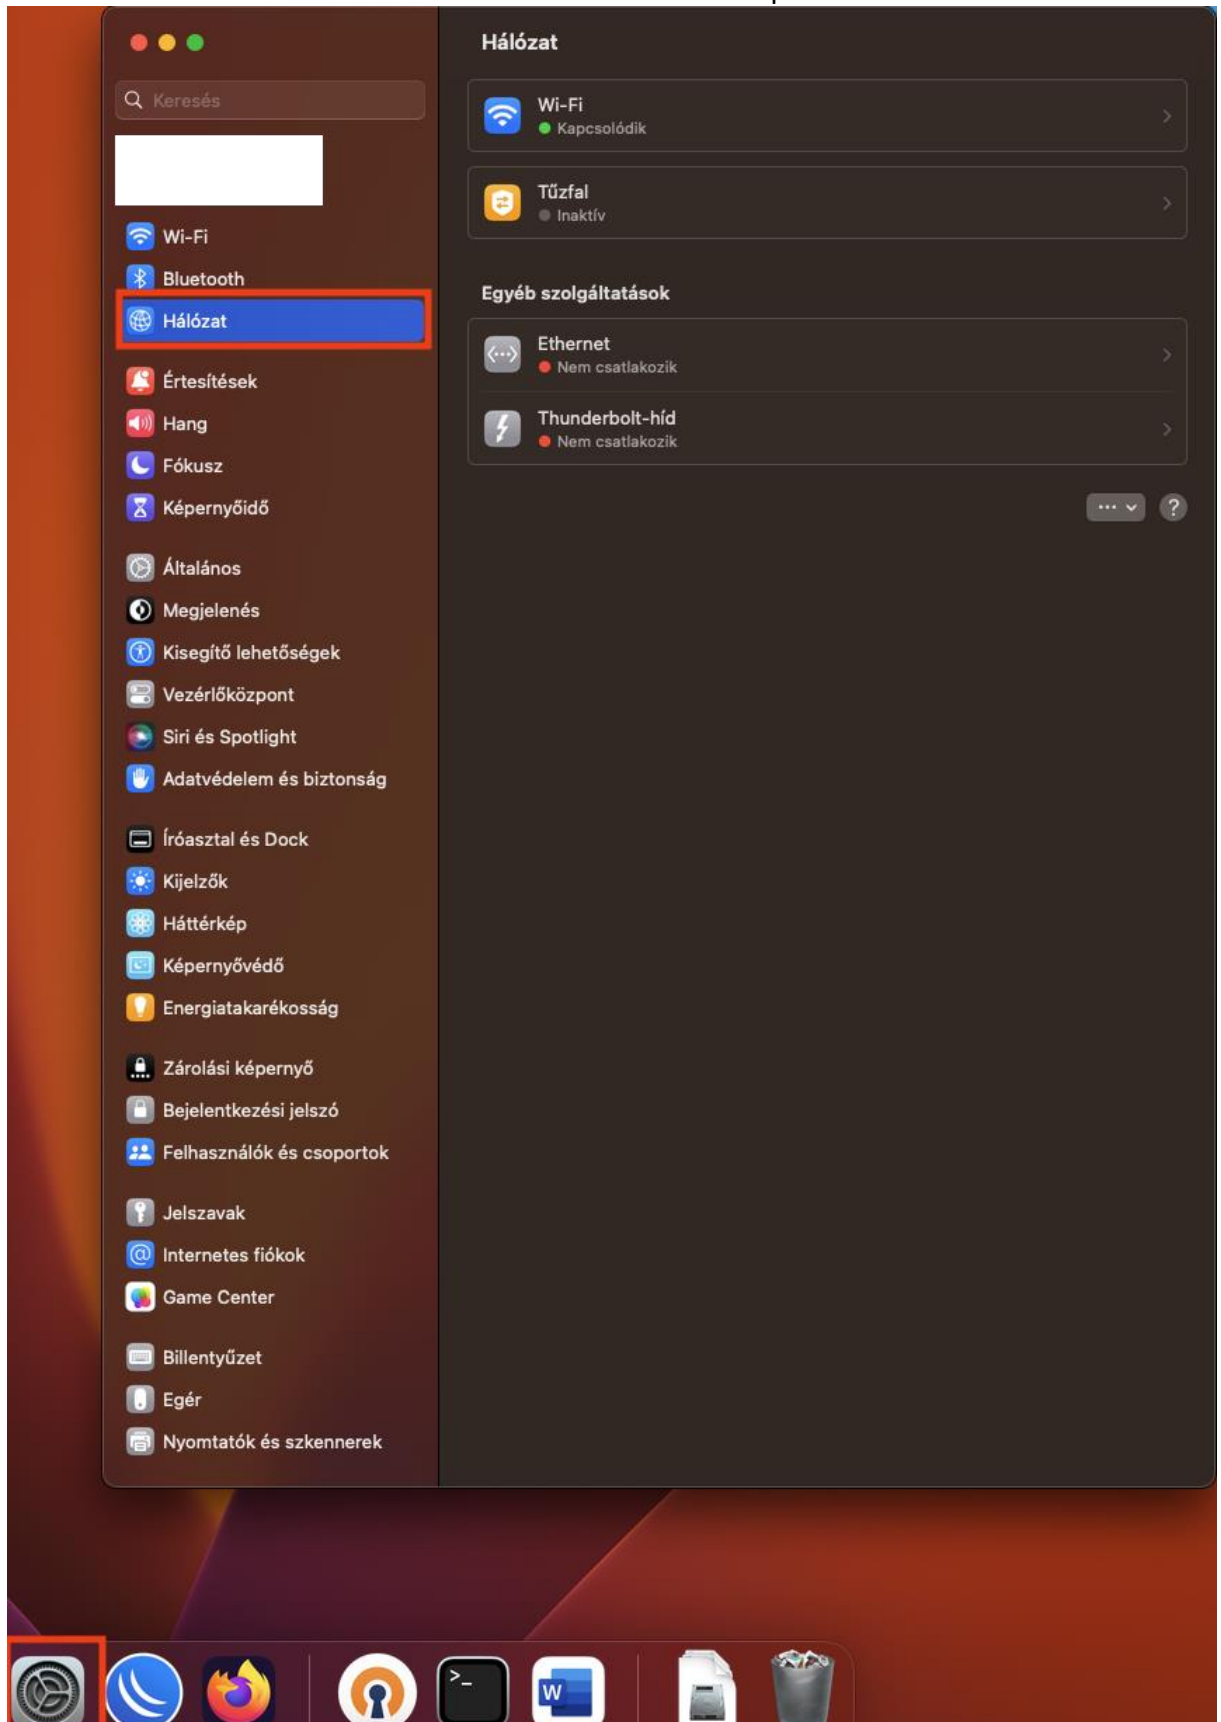 Hálózat
Keresés
Wi-Fi
Kapcsolódik
Tűzfal
Inaktív
Wi-Fi
Bluetooth
Hálózat
Egyéb szolgáltatások
Ethernet
Nem csatlakozik
Thunderbolt-híd
Nem csatlakozik
?
Értesítések
Hang
Fókusz
Képernyőidő
Általános
Megjelenés
Kisegítő lehetőségek
Vezérlőközpont
Siri és Spotlight
Adatvédelem és biztonság
Íróasztal és Dock
Kijelzők
Háttérkép
Képernyővédő
Energiatakarékosság
Zárolási képernyő
Bejelentkezési jelszó
Felhasználók és csoportok
Jelszavak
Internetes fiókok
Game Center
Billentyűzet
Egér
Nyomtatók és szkennerek
>_
W